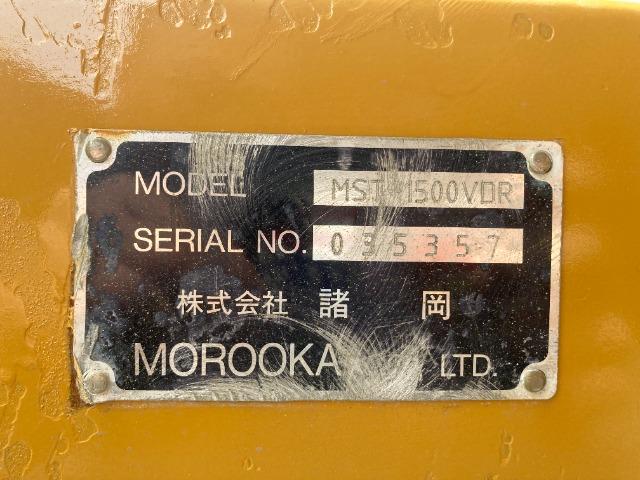 MODEL MST-1500VDR
SERIAL NO. 035357
株式会社 諸 岡
MOROOKA LTD.